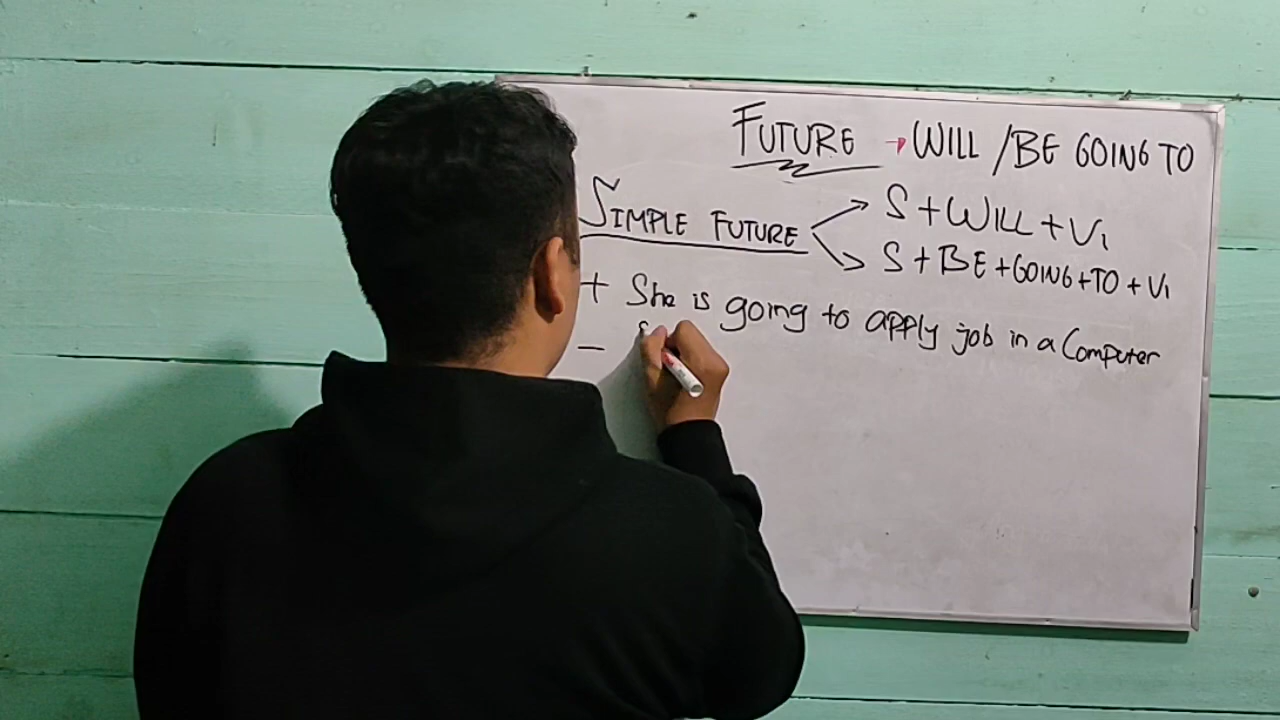 FUTURE → WILL / BE GOING TO
SIMPLE FUTURE
S + WILL + V1
S + BE + GOING + TO + V1
+ She is going to apply job in a Computer
− S